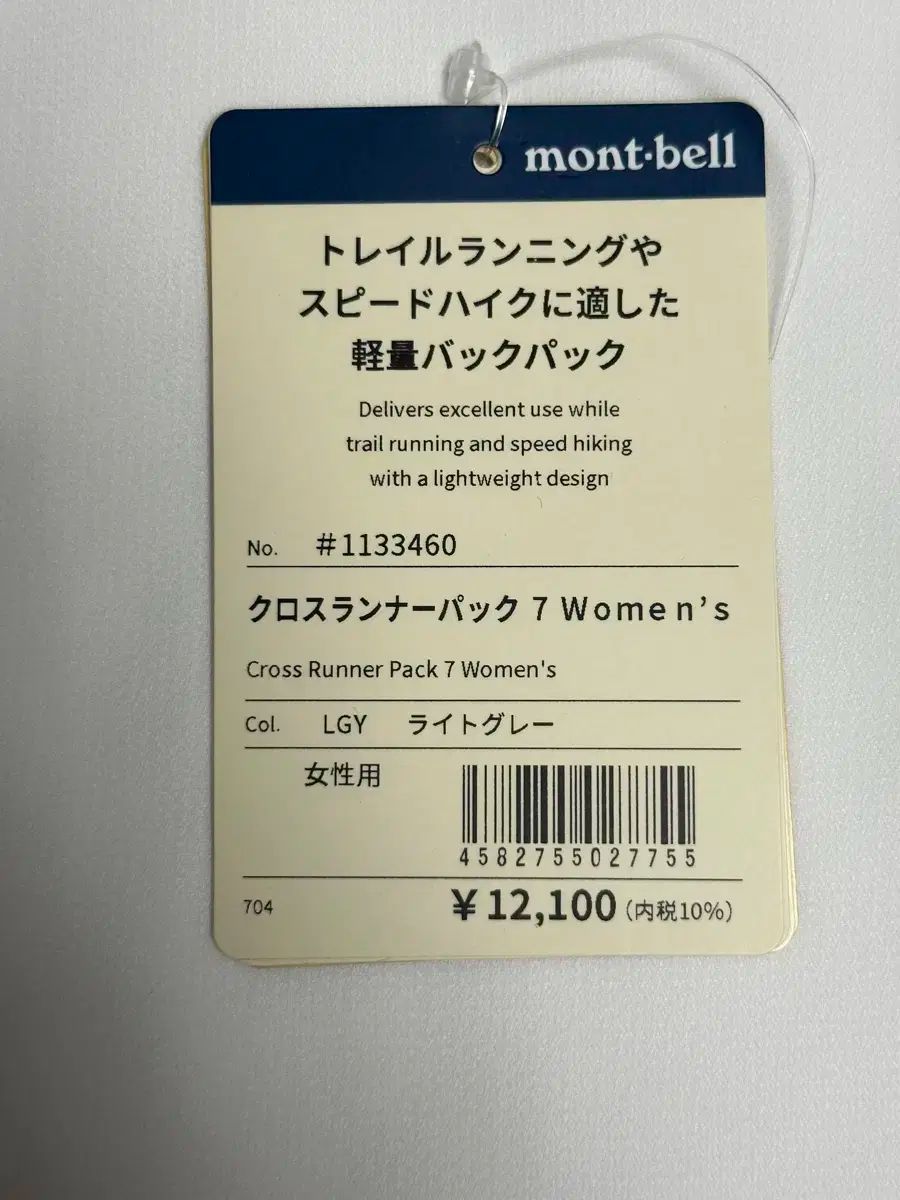 mont·bell
トレイルランニングや
スピードハイクに適した
軽量バックパック
Delivers excellent use while
trail running and speed hiking
with a lightweight design
No. #1133460
クロスランナーパック 7 Women's
Cross Runner Pack 7 Women's
Col. LGY ライトグレー
女性用
4582755027755
704 ¥12,100(内税10%)